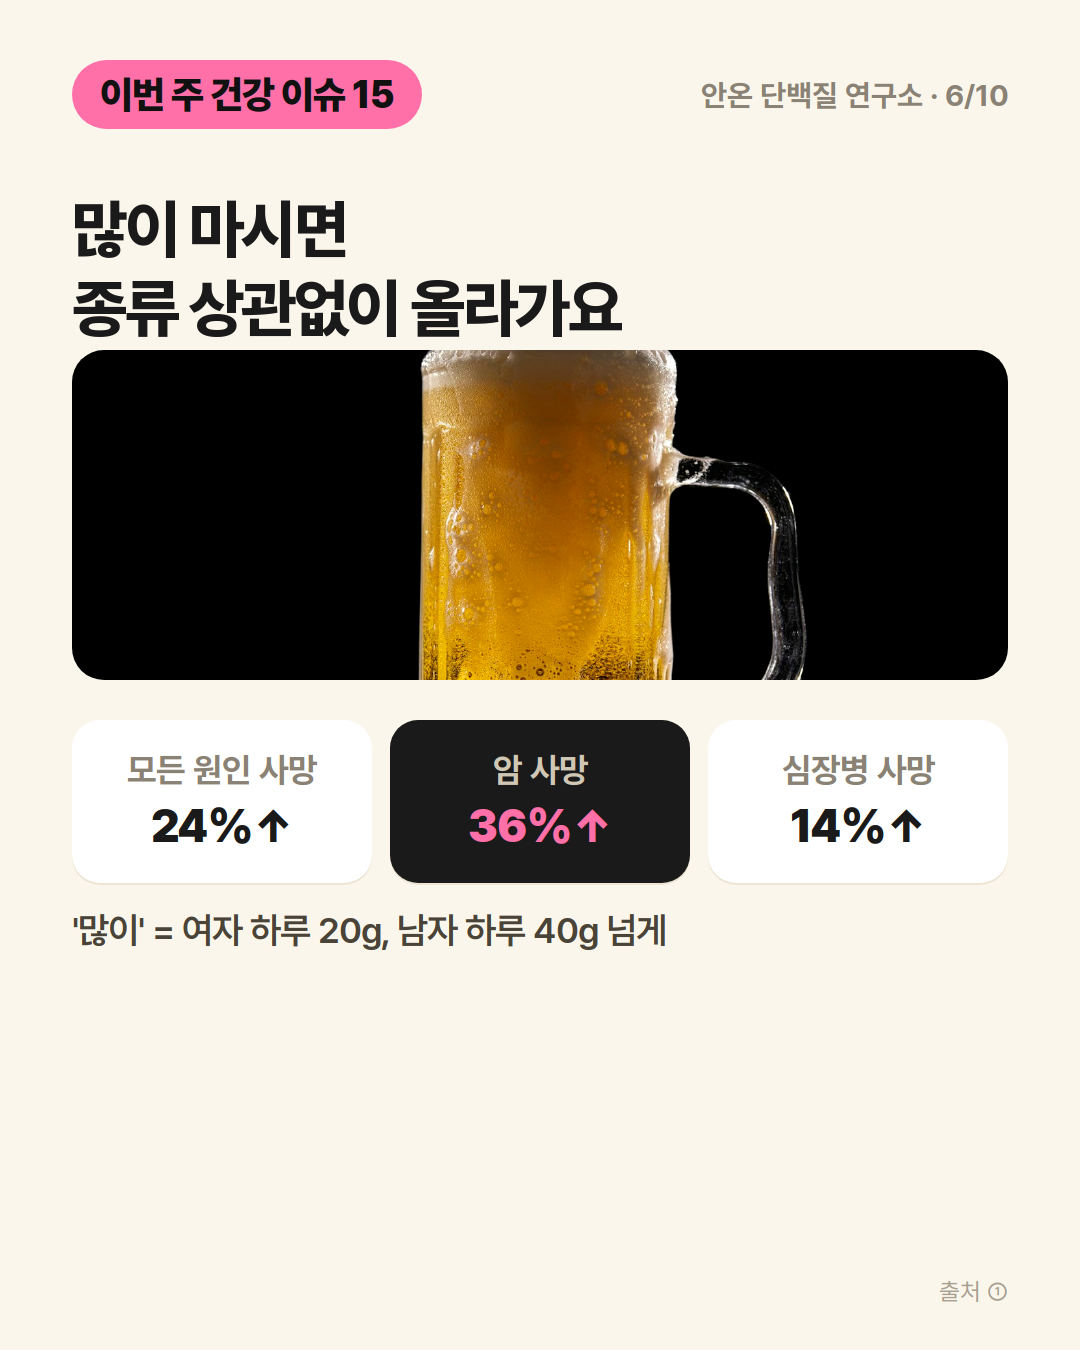 이번 주 건강 이슈 15
안온 단백질 연구소 · 6/10
많이 마시면
종류 상관없이 올라가요
모든 원인 사망
24%↑
암 사망
36%↑
심장병 사망
14%↑
'많이' = 여자 하루 20g, 남자 하루 40g 넘게
출처 ①